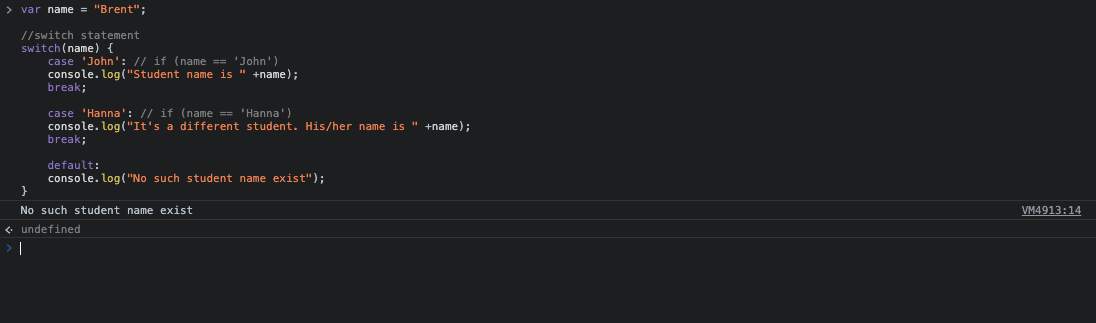 var name = "Brent";
//switch statement
switch(name) {
case 'John': // if (name == 'John')
console.log("Student name is " +name);
break;
case 'Hanna': // if (name == 'Hanna')
console.log("It's a different student. His/her name is " +name);
break;
default:
console.log("No such student name exist");
}
No such student name exist VM4913:14
undefined